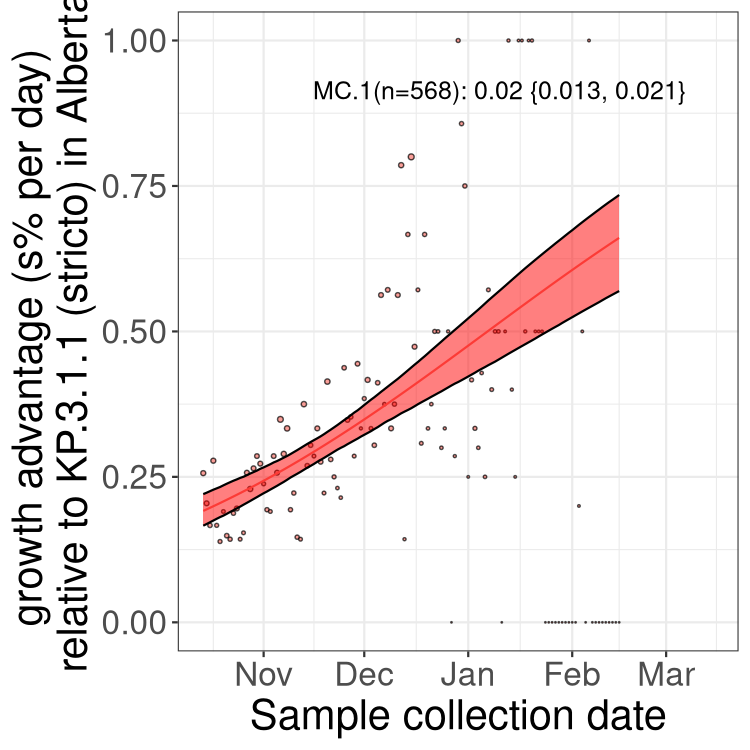 growth advantage (s% per day)
relative to KP.3.1.1 (stricto) in Alberta
1.00
0.75
0.50
0.25
0.00
MC.1(n=568): 0.02 {0.013, 0.021}
Nov Dec Jan Feb Mar
Sample collection date